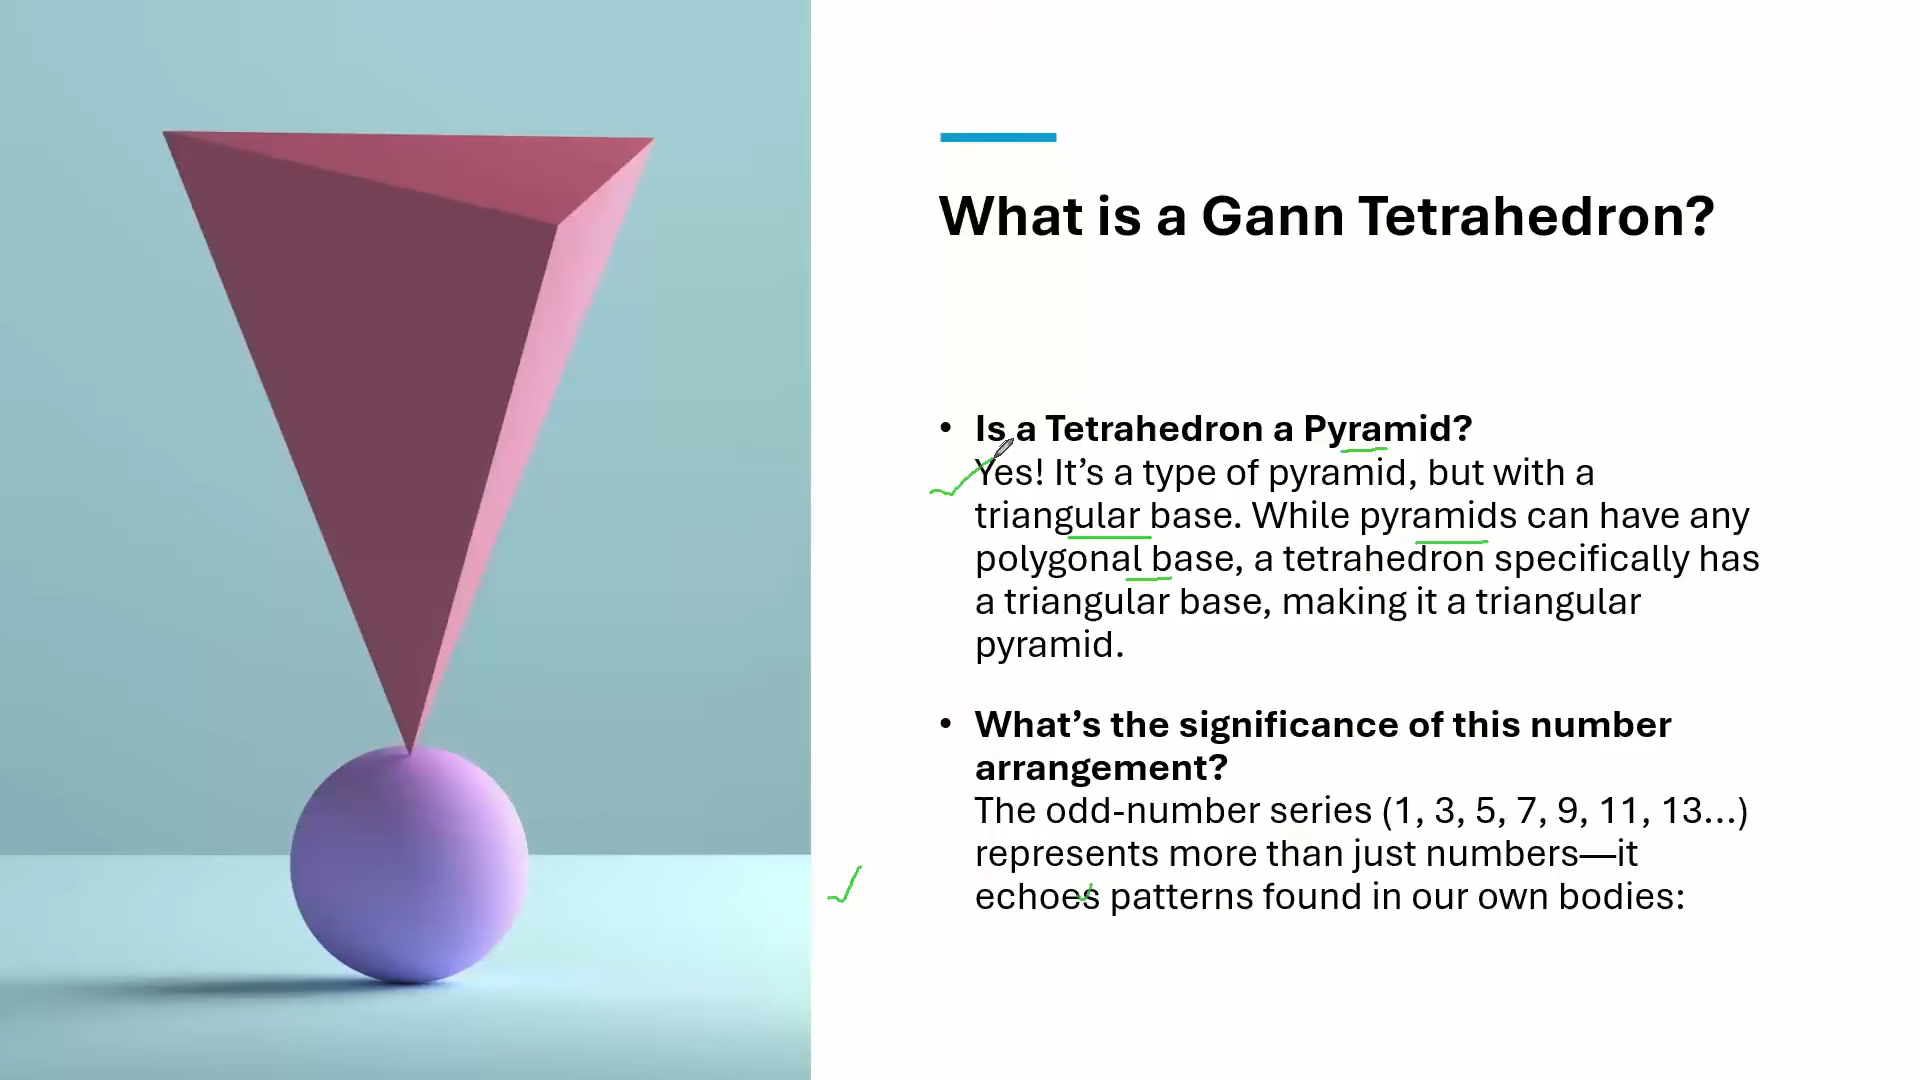 What is a Gann Tetrahedron?
• Is a Tetrahedron a Pyramid?
Yes! It’s a type of pyramid, but with a
triangular base. While pyramids can have any
polygonal base, a tetrahedron specifically has
a triangular base, making it a triangular
pyramid.
• What’s the significance of this number
arrangement?
The odd-number series (1, 3, 5, 7, 9, 11, 13…)
represents more than just numbers—it
echoes patterns found in our own bodies: